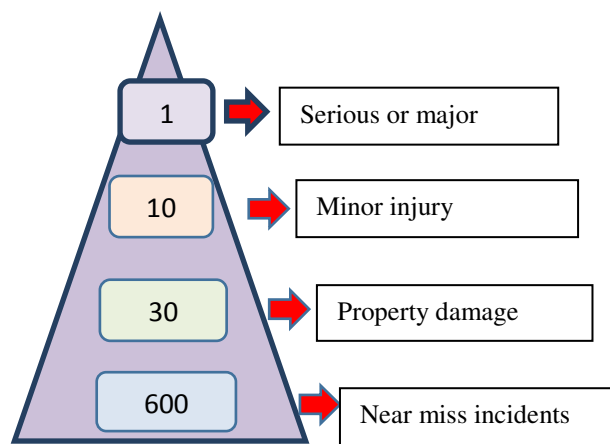 1
Serious or major
10
Minor injury
30
Property damage
600
Near miss incidents